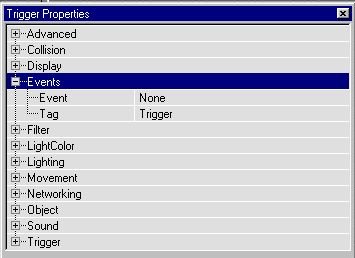 Trigger Properties
Advanced
Collision
Display
Events
Event None
Tag Trigger
Filter
LightColor
Lighting
Movement
Networking
Object
Sound
Trigger